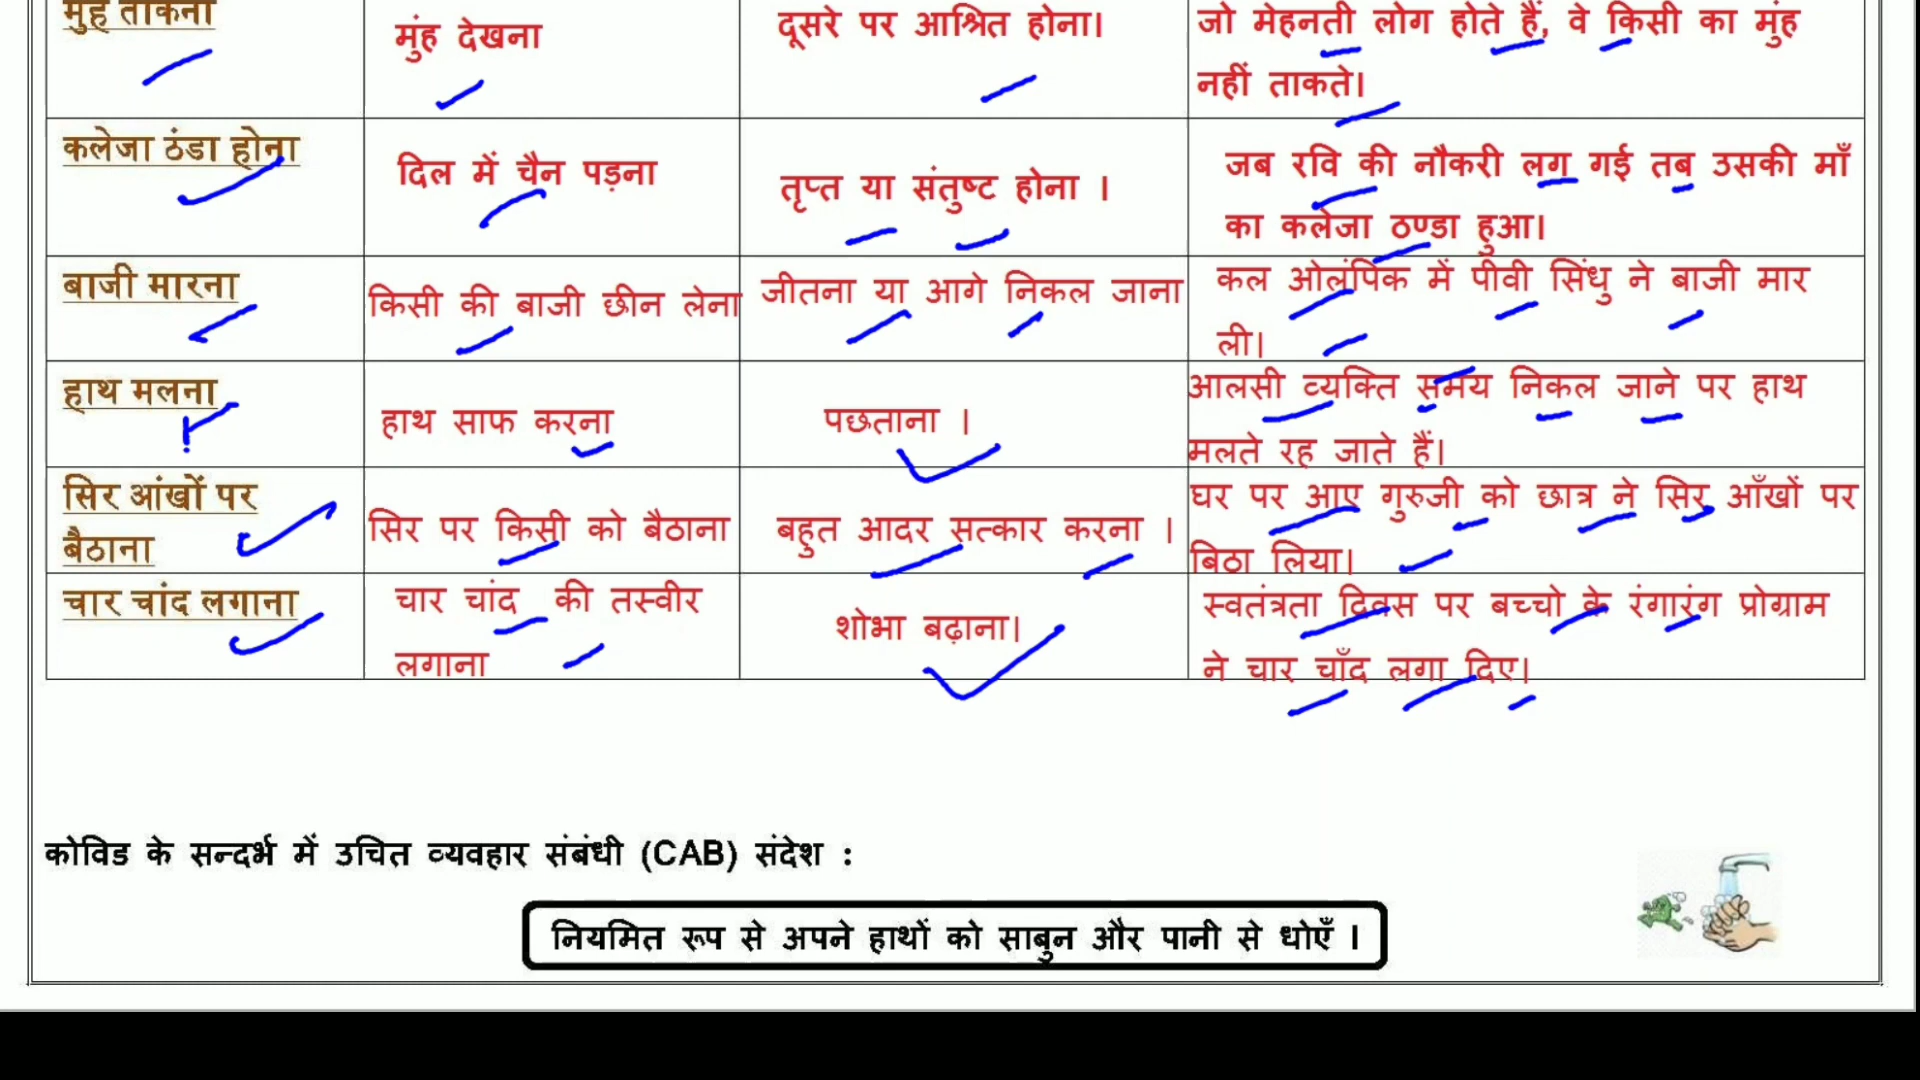 मुंह ताकना
मुंह देखना
दूसरे पर आश्रित होना।
जो मेहनती लोग होते हैं, वे किसी का मुंह
नहीं ताकते।
कलेजा ठंडा होना
दिल में चैन पड़ना
तृप्त या संतुष्ट होना ।
जब रवि की नौकरी लग गई तब उसकी माँ
का कलेजा ठण्डा हुआ।
बाजी मारना
किसी की बाजी छीन लेना
जीतना या आगे निकल जाना
कल ओलंपिक में पीवी सिंधु ने बाजी मार
ली।
हाथ मलना
हाथ साफ करना
पछताना ।
आलसी व्यक्ति समय निकल जाने पर हाथ
मलते रह जाते हैं।
सिर आंखों पर
बैठाना
सिर पर किसी को बैठाना
बहुत आदर सत्कार करना ।
घर पर आए गुरुजी को छात्र ने सिर आँखों पर
बिठा लिया।
चार चांद लगाना
चार चांद की तस्वीर
लगाना
शोभा बढ़ाना।
स्वतंत्रता दिवस पर बच्चो के रंगारंग प्रोग्राम
ने चार चाँद लगा दिए।
कोविड के सन्दर्भ में उचित व्यवहार संबंधी (CAB) संदेश :
नियमित रूप से अपने हाथों को साबुन और पानी से धोएँ ।